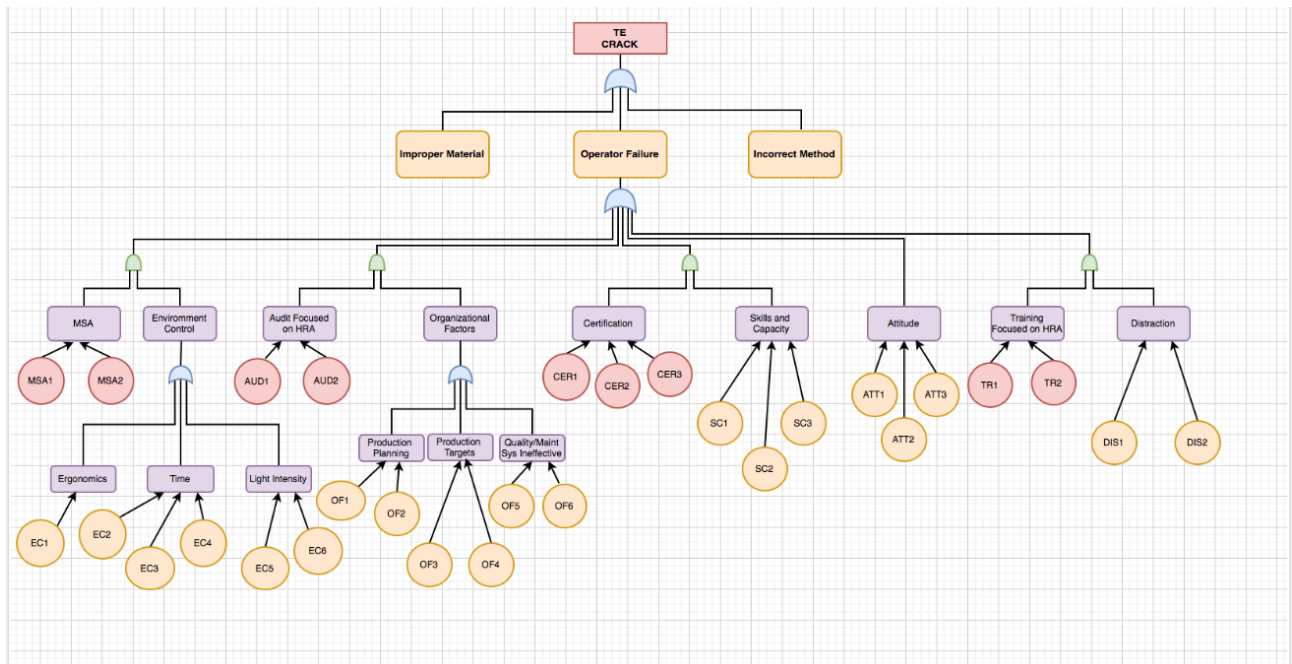 TE
CRACK
Improper Material
Operator Failure
Incorrect Method
MSA
Environment
Control
Audit Focused
on HRA
Organizational
Factors
Certification
Skills and
Capacity
Attitude
Training
Focused on HRA
Distraction
MSA1
MSA2
AUD1
AUD2
CER1
CER2
CER3
SC1
SC2
SC3
ATT1
ATT2
ATT3
TR1
TR2
DIS1
DIS2
Production
Planning
Production
Targets
Quality/Maint
Sys Ineffective
Ergonomics
Time
Light Intensity
OF1
OF2
OF3
OF4
OF5
OF6
EC1
EC2
EC3
EC4
EC5
EC6